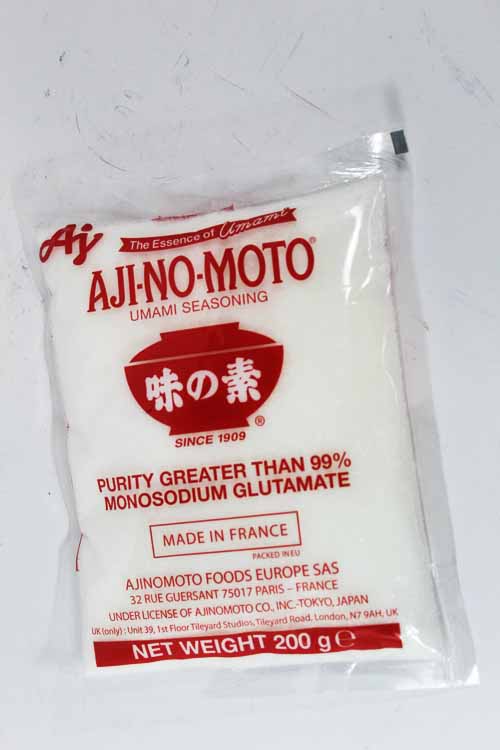 Aj
The Essence of Umami
AJI-NO-MOTO®
UMAMI SEASONING
味の素
®
SINCE 1909
PURITY GREATER THAN 99%
MONOSODIUM GLUTAMATE
MADE IN FRANCE
PACKED IN EU
AJINOMOTO FOODS EUROPE SAS
32 RUE GUERSANT 75017 PARIS – FRANCE
UNDER LICENSE OF AJINOMOTO CO., INC.-TOKYO, JAPAN
UK (only) : Unit 39, 1st Floor Tileyard Studios, Tileyard Road, London, N7 9AH, UK
NET WEIGHT 200 g ℮